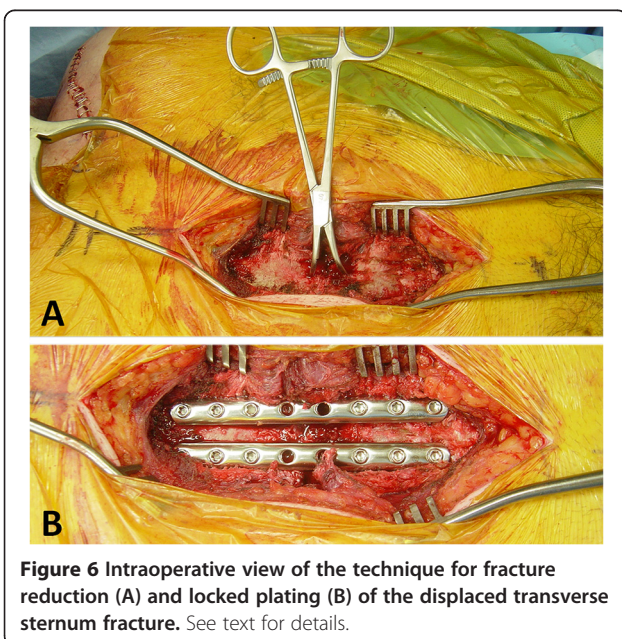 A
B
Figure 6 Intraoperative view of the technique for fracture
reduction (A) and locked plating (B) of the displaced transverse
sternum fracture. See text for details.